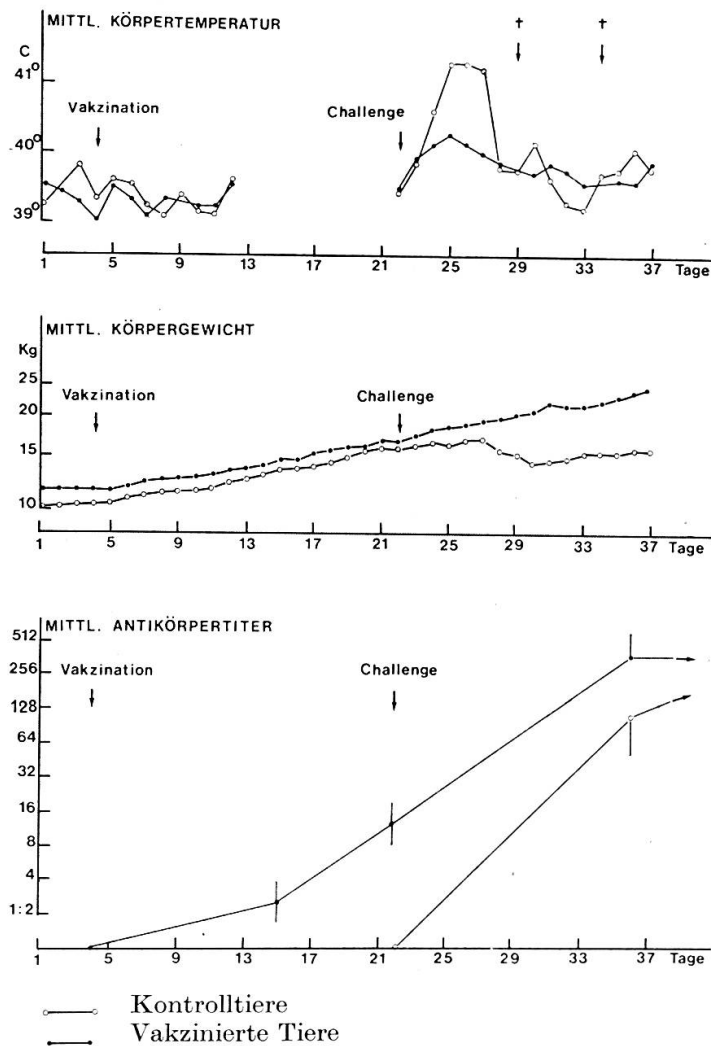 MITTL. KÖRPERTEMPERATUR
† †
C
41°
Vakzination Challenge
40°
39°
1 5 9 13 17 21 25 29 33 37 Tage
MITTL. KÖRPERGEWICHT
Kg
25
Vakzination Challenge
20
15
10
1 5 9 13 17 21 25 29 33 37 Tage
MITTL. ANTIKÖRPERTITER
512
Vakzination Challenge
256
128
64
32
16
8
4
1:2
1 5 9 13 17 21 25 29 33 37 Tage
Kontrolltiere
Vakzinierte Tiere